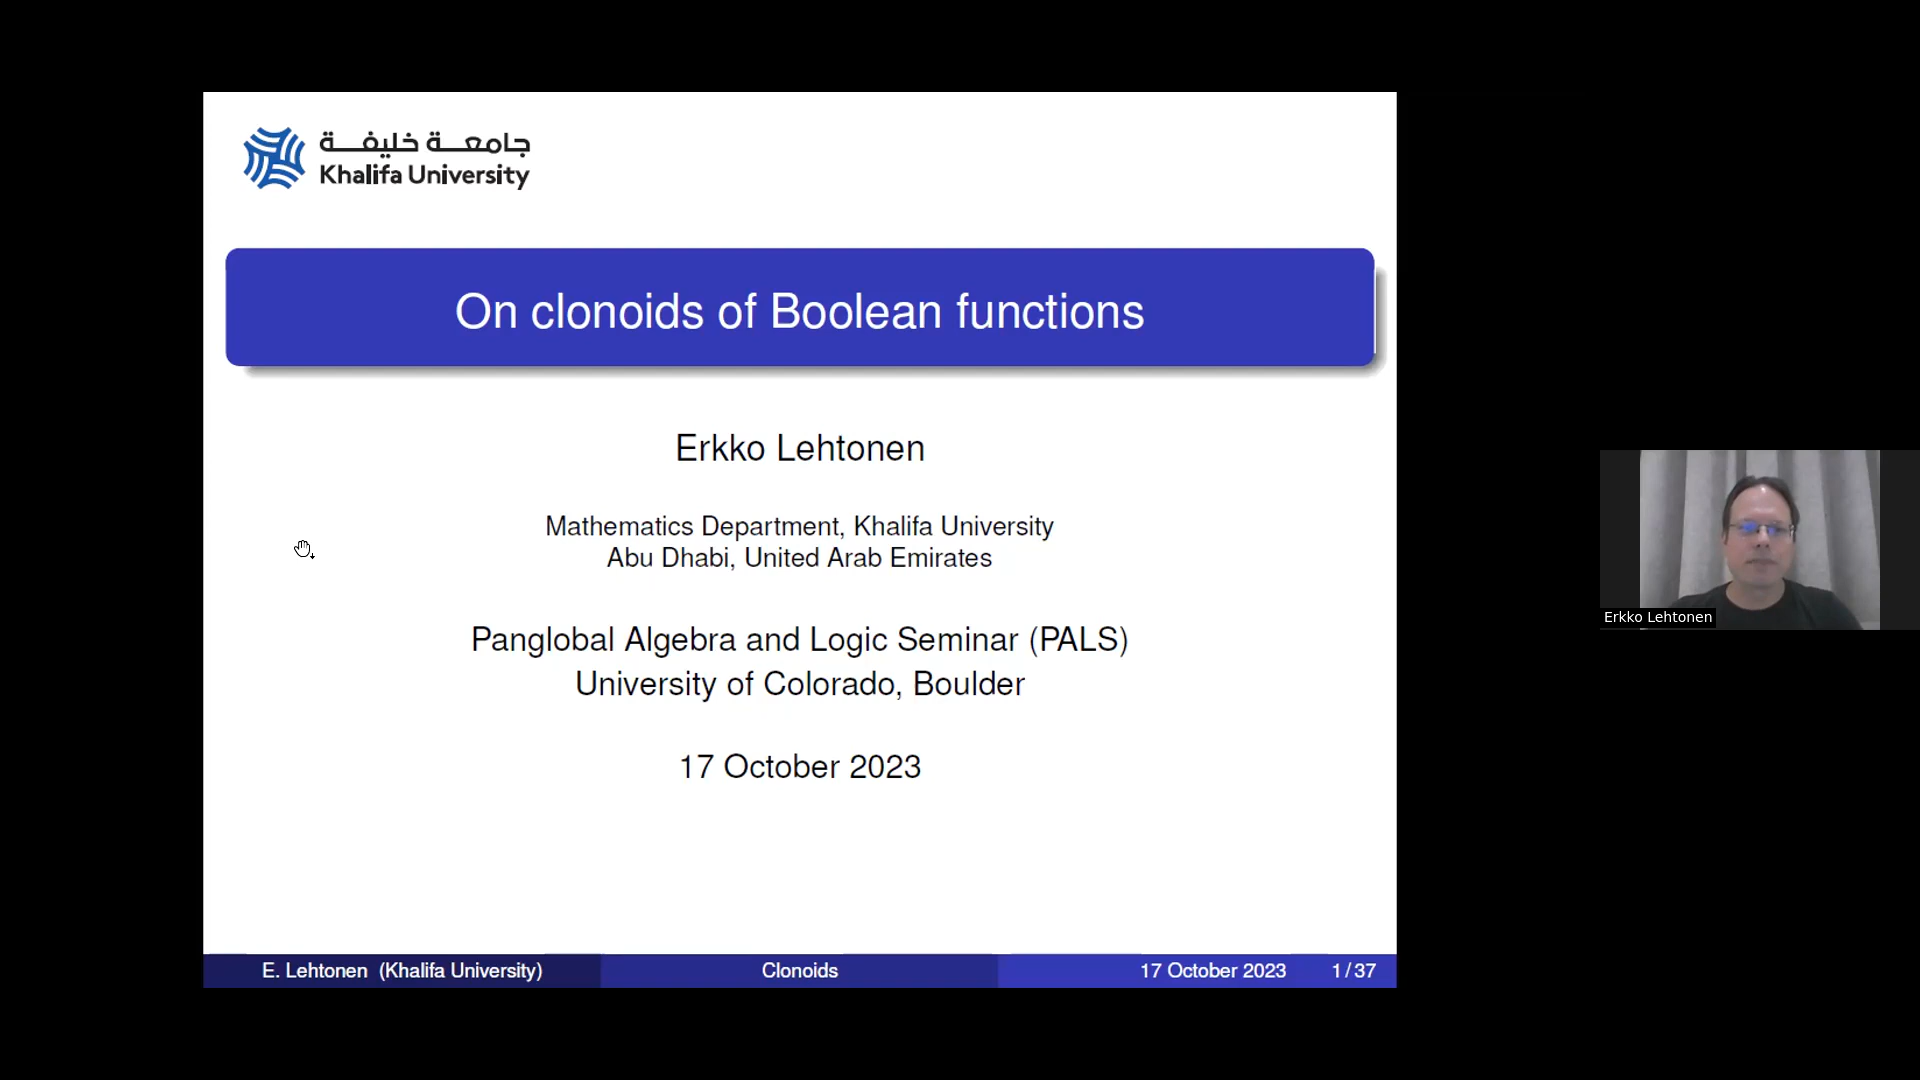 جامعة خليفة
Khalifa University
On clonoids of Boolean functions
Erkko Lehtonen
Mathematics Department, Khalifa University
Abu Dhabi, United Arab Emirates
Panglobal Algebra and Logic Seminar (PALS)
University of Colorado, Boulder
17 October 2023
Erkko Lehtonen
E. Lehtonen (Khalifa University) Clonoids 17 October 2023 1 / 37